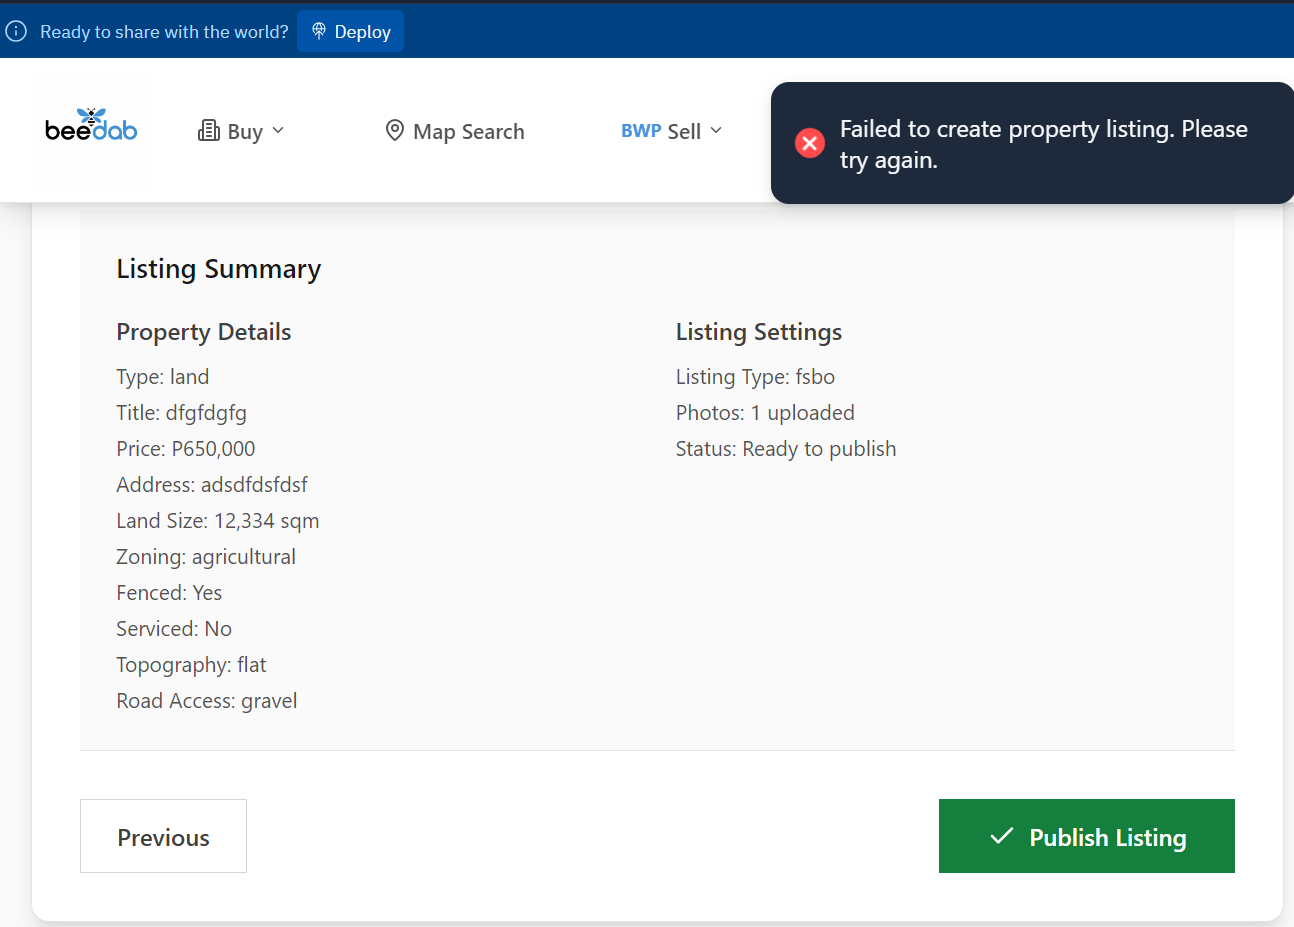 Ready to share with the world? Deploy
beedab Buy Map Search BWP Sell
Failed to create property listing. Please
try again.
Listing Summary
Property Details
Type: land
Title: dfgfdgfg
Price: P650,000
Address: adsdfdsfdsf
Land Size: 12,334 sqm
Zoning: agricultural
Fenced: Yes
Serviced: No
Topography: flat
Road Access: gravel
Listing Settings
Listing Type: fsbo
Photos: 1 uploaded
Status: Ready to publish
Previous
Publish Listing